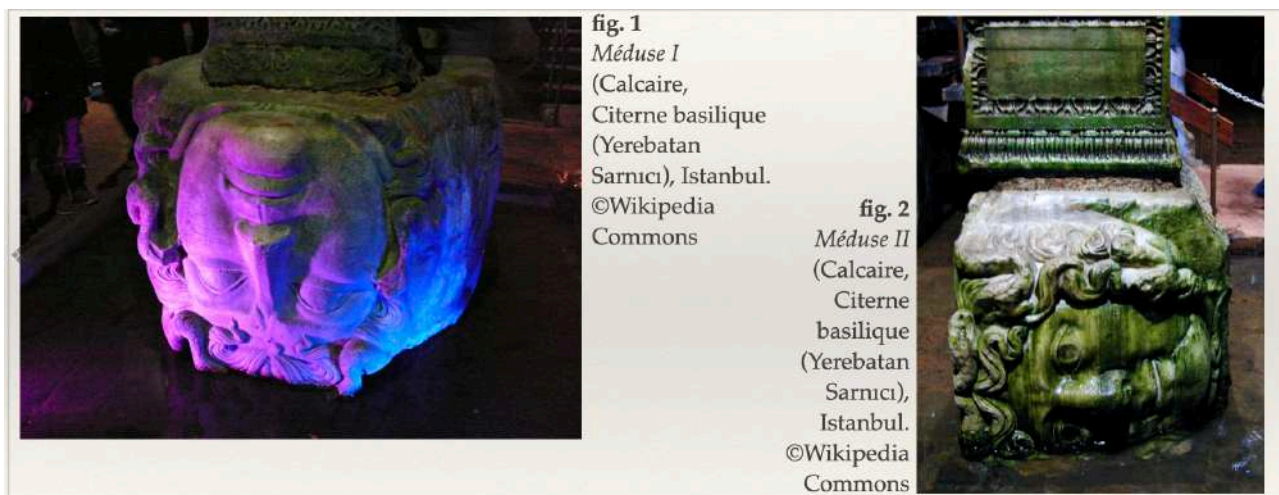 fig. 1
Méduse I
(Calcaire,
Citerne basilique
(Yerebatan
Sarnıcı), Istanbul.
©Wikipedia
Commons
fig. 2
Méduse II
(Calcaire,
Citerne
basilique
(Yerebatan
Sarnıcı),
Istanbul.
©Wikipedia
Commons